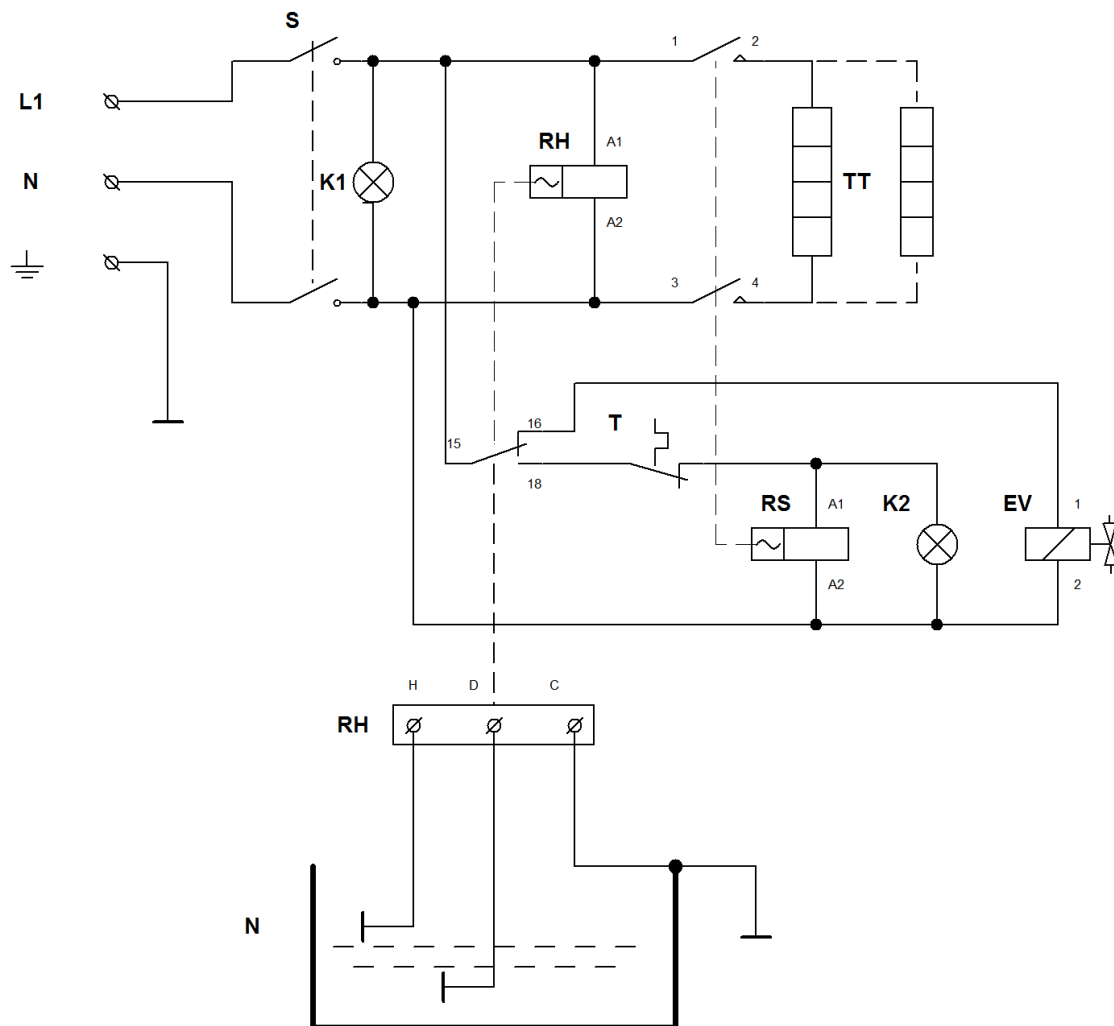 S
1 2
L1
RH A1
N K1 TT
A2
3 4
16 T
15
18
RS A1 K2 EV 1
A2 2
H D C
RH
N